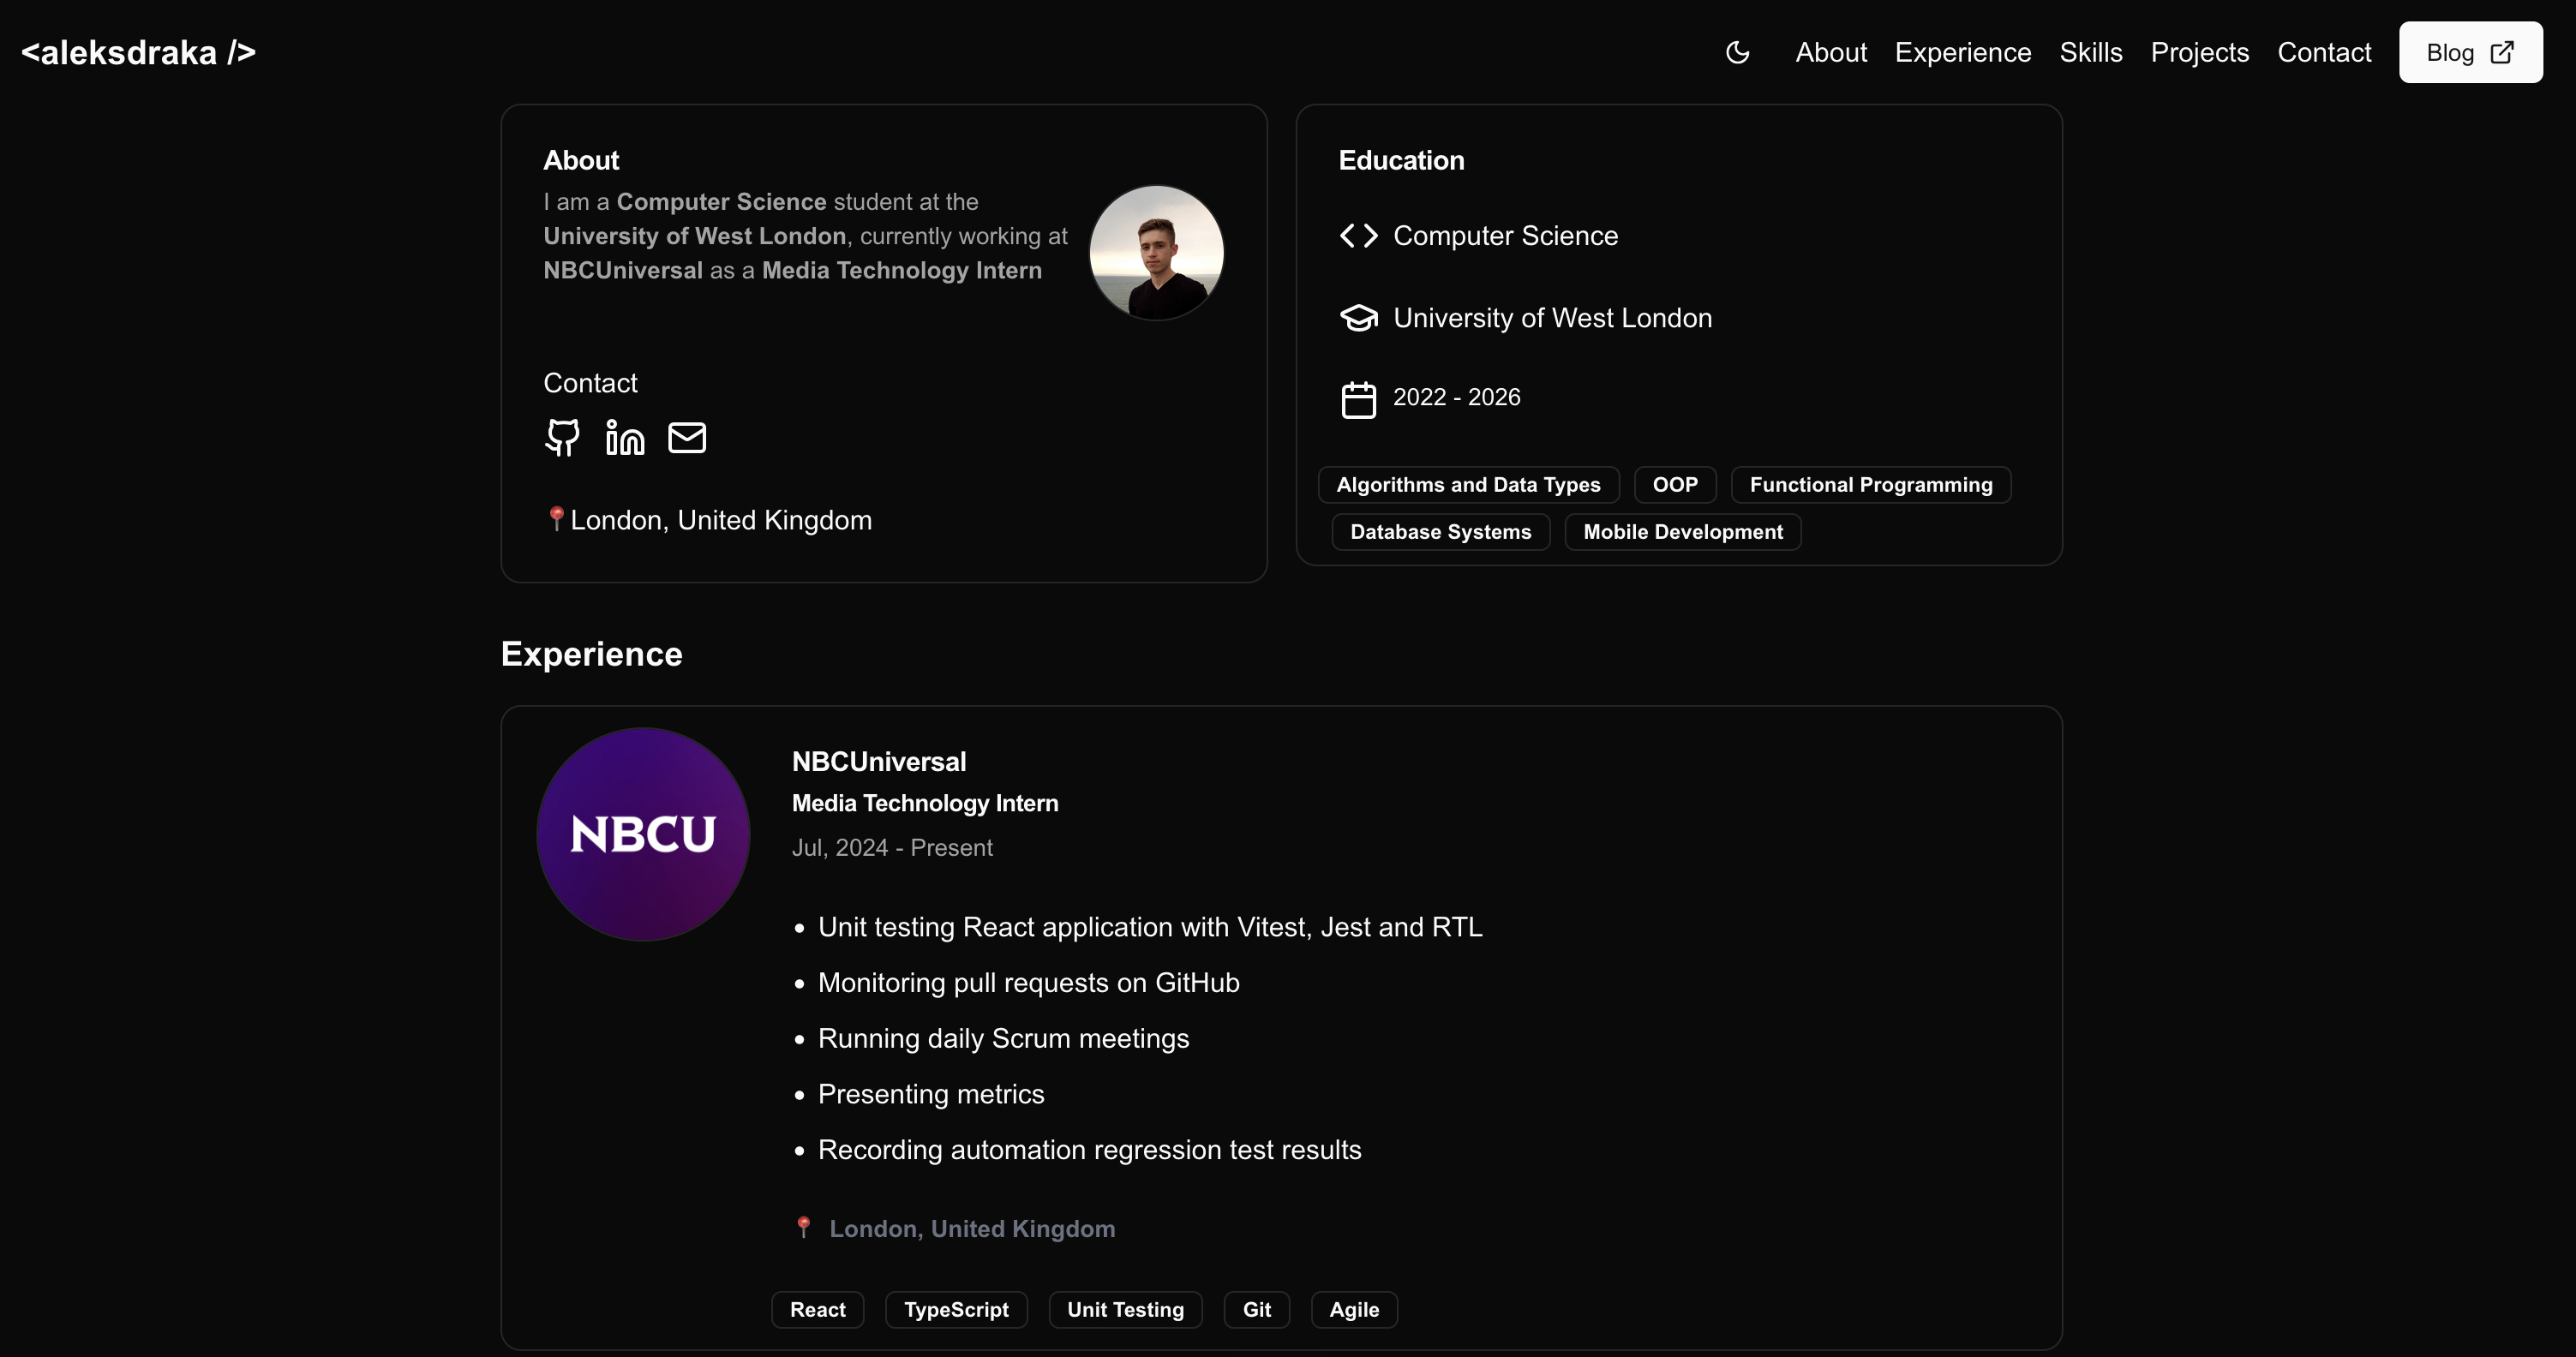 <aleksdraka />
About
Experience
Skills
Projects
Contact
Blog
About
I am a Computer Science student at the
University of West London, currently working at
NBCUniversal as a Media Technology Intern
Contact
London, United Kingdom
Education
Computer Science
University of West London
2022 - 2026
Algorithms and Data Types
OOP
Functional Programming
Database Systems
Mobile Development
Experience
NBCU
NBCUniversal
Media Technology Intern
Jul, 2024 - Present
Unit testing React application with Vitest, Jest and RTL
Monitoring pull requests on GitHub
Running daily Scrum meetings
Presenting metrics
Recording automation regression test results
London, United Kingdom
React
TypeScript
Unit Testing
Git
Agile